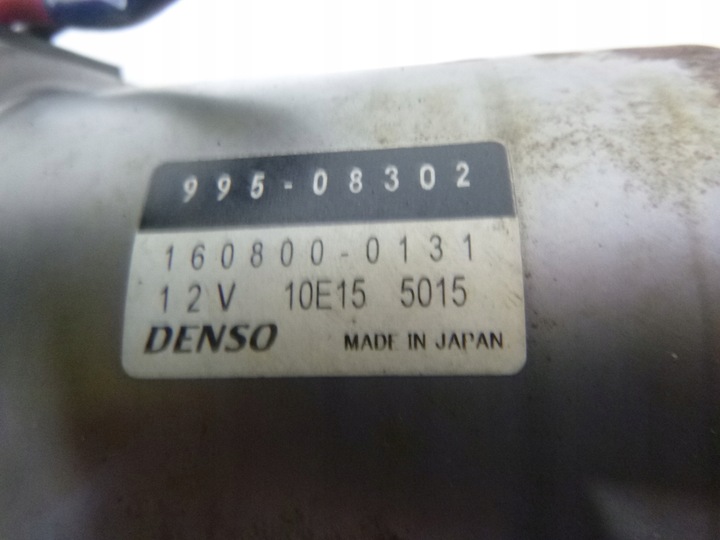 995-08302
160800-0131
12V 10E15 5015
DENSO MADE IN JAPAN